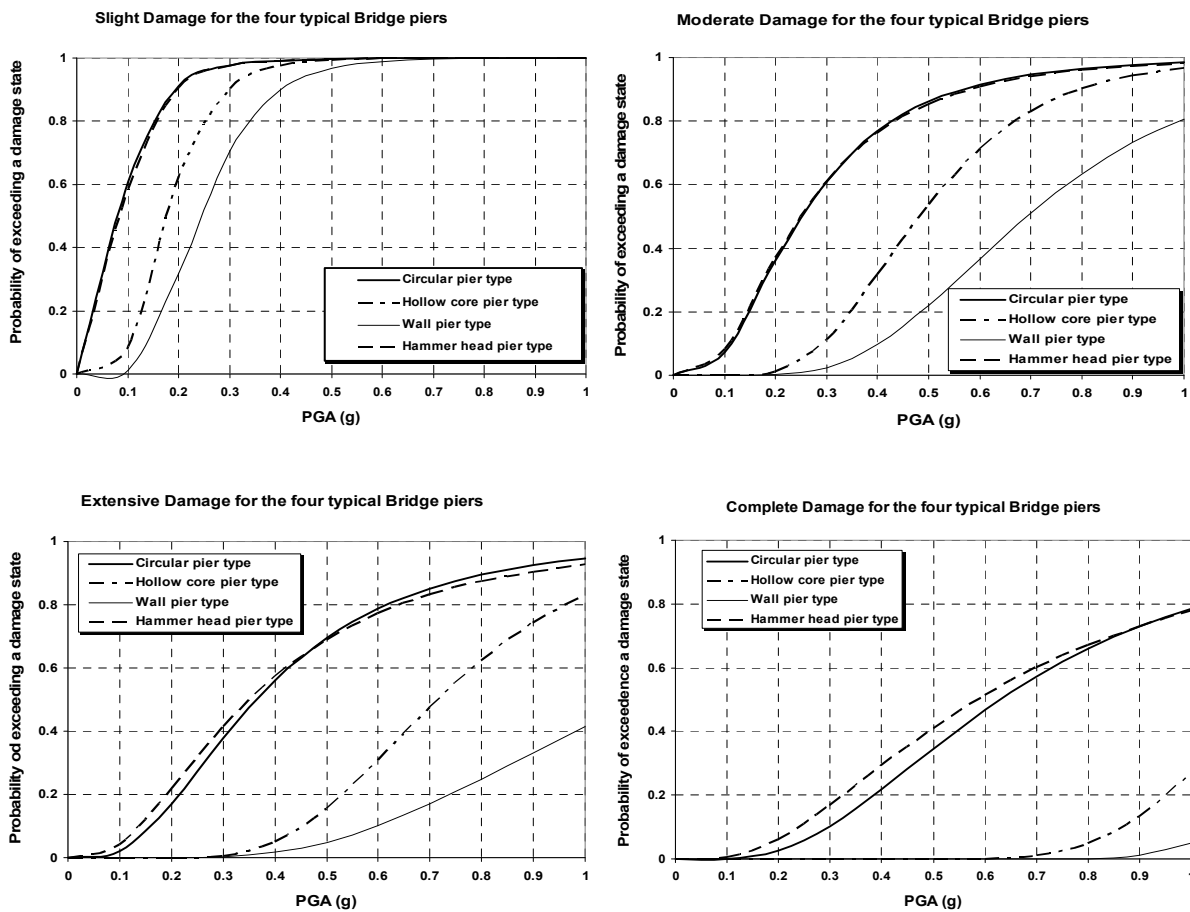 Slight Damage for the four typical Bridge piers
Probability of exceeding a damage state
1
0.8
0.6
0.4
0.2
0
0 0.1 0.2 0.3 0.4 0.5 0.6 0.7 0.8 0.9 1
PGA (g)
Circular pier type
Hollow core pier type
Wall pier type
Hammer head pier type
Moderate Damage for the four typical Bridge piers
Probability of exceeding a damage state
1
0.8
0.6
0.4
0.2
0
0 0.1 0.2 0.3 0.4 0.5 0.6 0.7 0.8 0.9 1
PGA (g)
Circular pier type
Hollow core pier type
Wall pier type
Hammer head pier type
Extensive Damage for the four typical Bridge piers
Probability od exceeding a damage state
1
0.8
0.6
0.4
0.2
0
0 0.1 0.2 0.3 0.4 0.5 0.6 0.7 0.8 0.9 1
PGA (g)
Circular pier type
Hollow core pier type
Wall pier type
Hammer head pier type
Complete Damage for the four typical Bridge piers
Probability of exceedence a damage state
1
0.8
0.6
0.4
0.2
0
0 0.1 0.2 0.3 0.4 0.5 0.6 0.7 0.8 0.9 1
PGA (g)
Circular pier type
Hollow core pier type
Wall pier type
Hammer head pier type